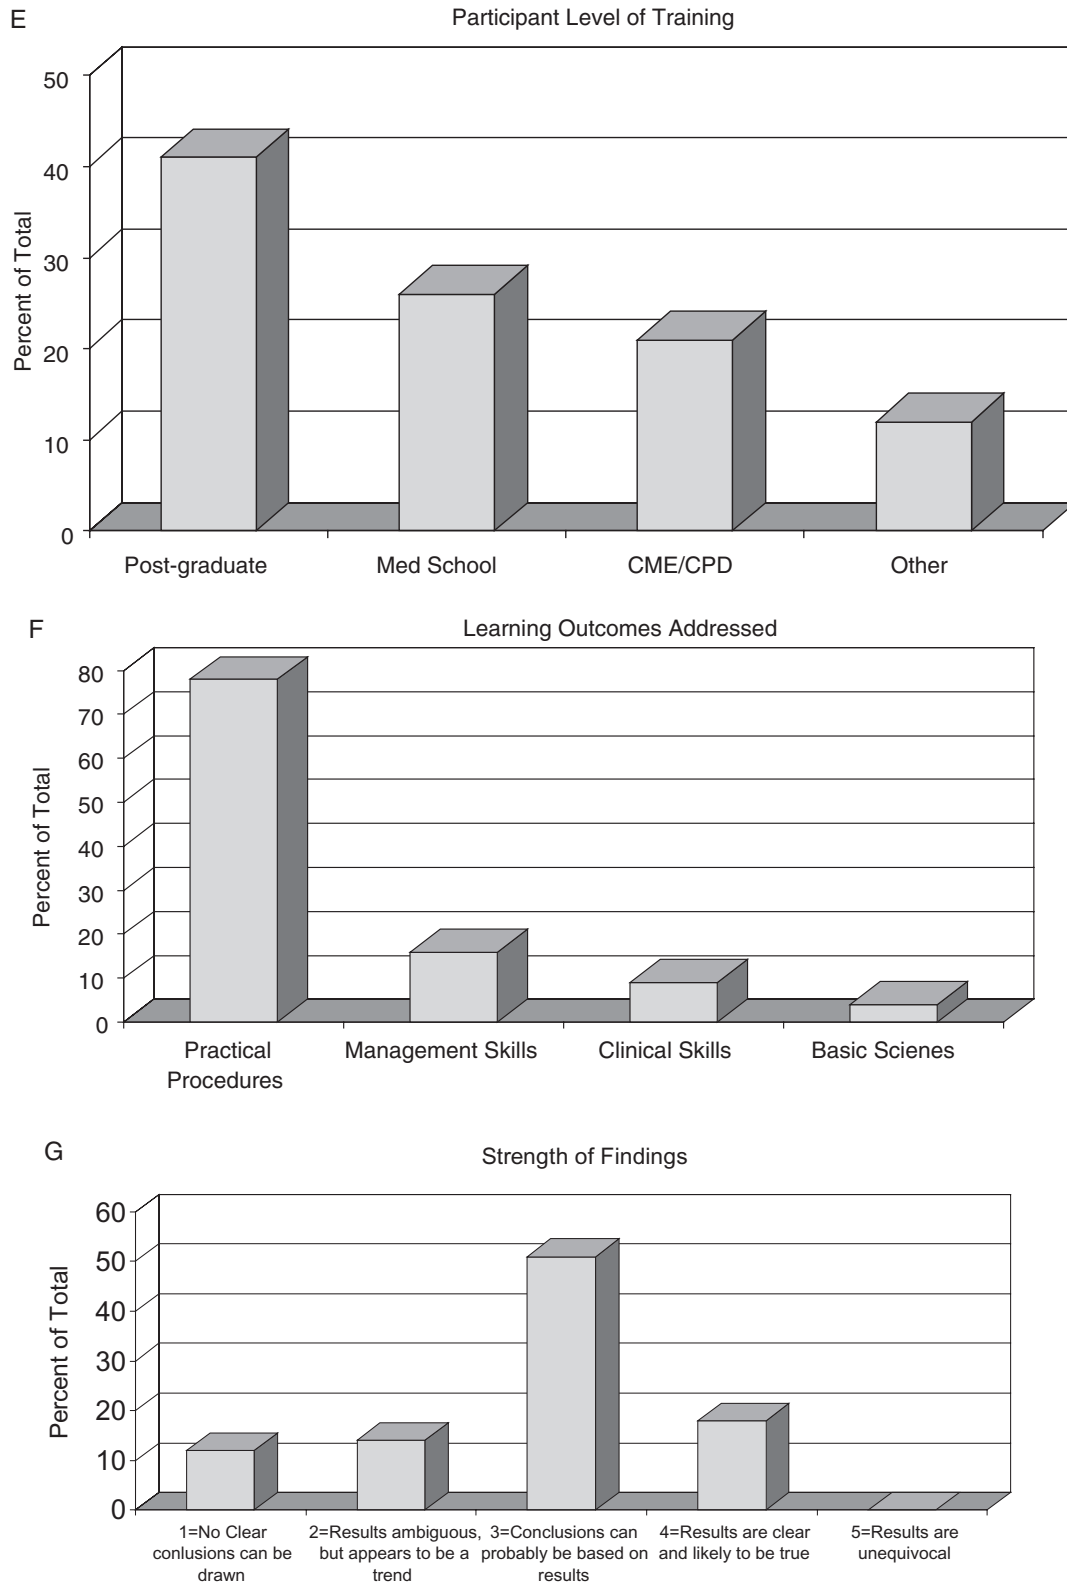 E
Participant Level of Training
Percent of Total
50
40
30
20
10
0
Post-graduate
Med School
CME/CPD
Other
F
Learning Outcomes Addressed
Percent of Total
80
70
60
50
40
30
20
10
0
Practical
Procedures
Management Skills
Clinical Skills
Basic Scienes
G
Strength of Findings
Percent of Total
60
50
40
30
20
10
0
1=No Clear
conlusions can be
drawn
2=Results ambiguous,
but appears to be a
trend
3=Conclusions can
probably be based on
results
4=Results are clear
and likely to be true
5=Results are
unequivocal